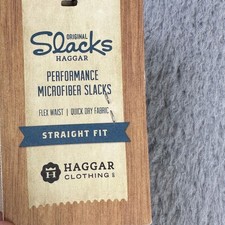 ORIGINAL
Slacks
HAGGAR
PERFORMANCE
MICROFIBER SLACKS
FLEX WAIST | QUICK DRY FABRIC
STRAIGHT FIT
H
HAGGAR
CLOTHING